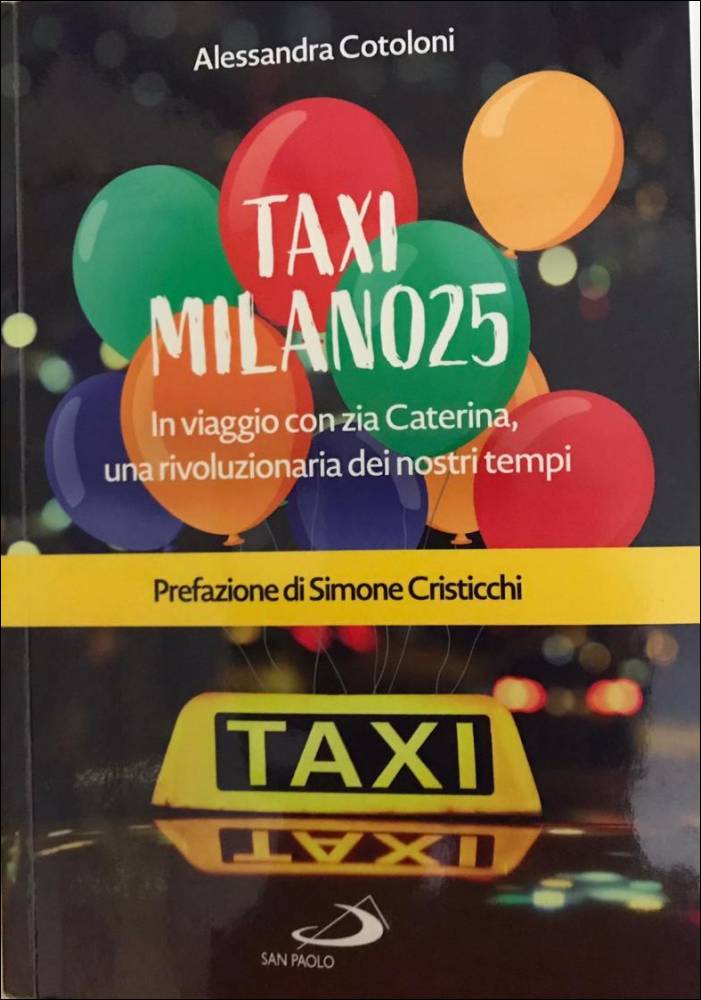 Alessandra Cotoloni
TAXI
MILANO25
In viaggio con zia Caterina,
una rivoluzionaria dei nostri tempi
Prefazione di Simone Cristicchi
TAXI
TAXI
SAN PAOLO